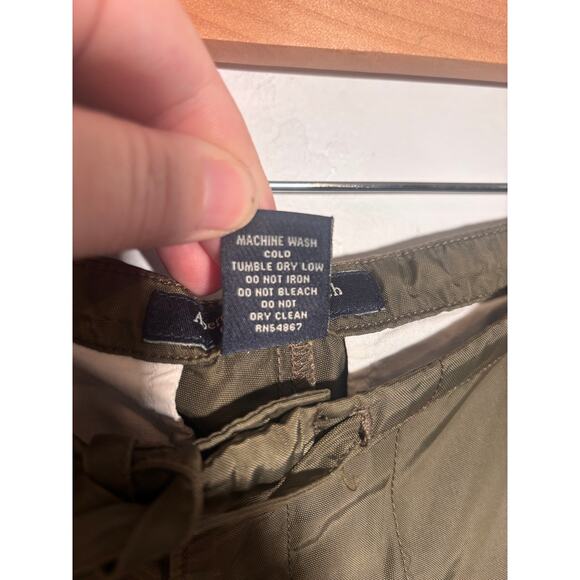 MACHINE WASH
COLD
TUMBLE DRY LOW
DO NOT IRON
DO NOT BLEACH
DO NOT
DRY CLEAN
RN54867